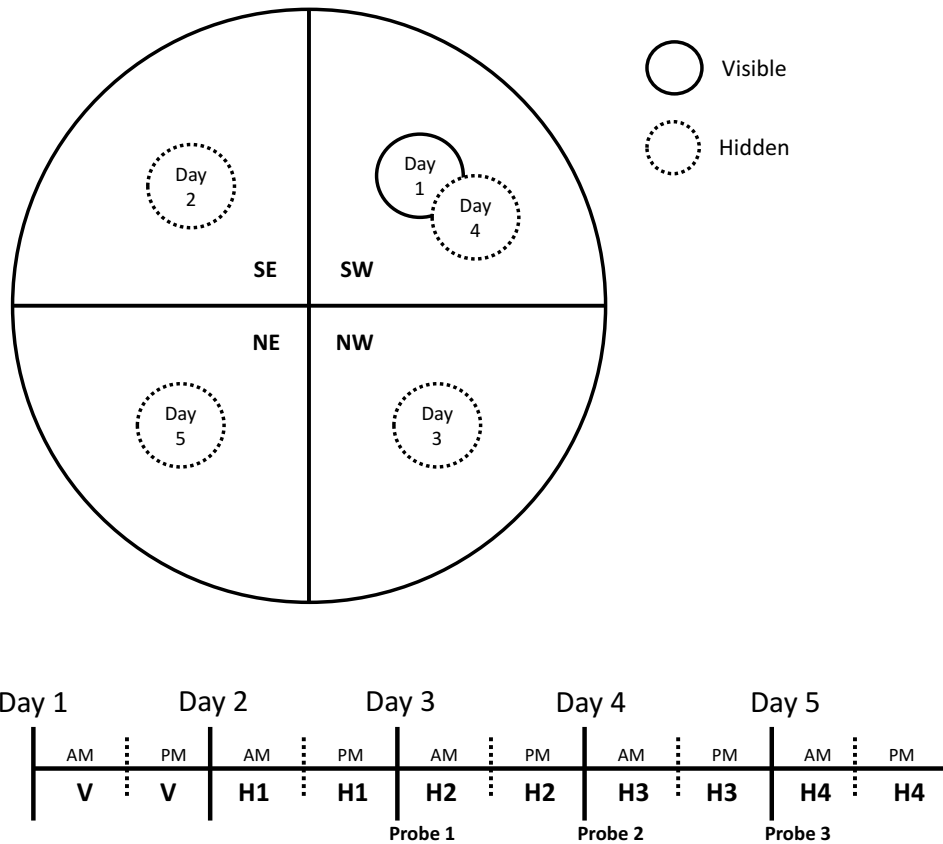 Visible
Hidden
Day
1
Day
2
Day
4
SE
SW
NE
NW
Day
5
Day
3
Day 1
Day 2
Day 3
Day 4
Day 5
AM PM AM PM AM PM AM PM AM PM
V V H1 H1 H2 H2 H3 H3 H4 H4
Probe 1
Probe 2
Probe 3